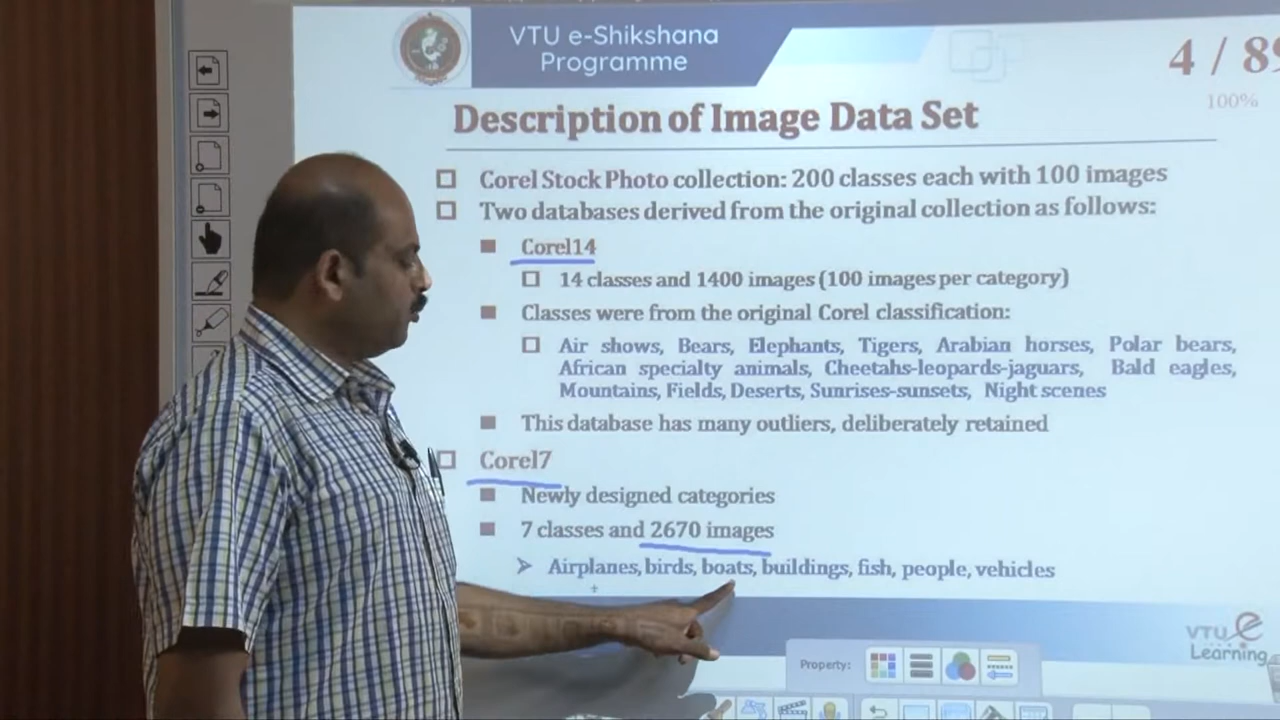 VTU e-Shikshana
Programme
4 / 89
100%
Description of Image Data Set
Corel Stock Photo collection: 200 classes each with 100 images
Two databases derived from the original collection as follows:
Corel14
14 classes and 1400 images (100 images per category)
Classes were from the original Corel classification:
Air shows, Bears, Elephants, Tigers, Arabian horses, Polar bears,
African specialty animals, Cheetahs-leopards-jaguars, Bald eagles,
Mountains, Fields, Deserts, Sunrises-sunsets, Night scenes
This database has many outliers, deliberately retained
Corel7
Newly designed categories
7 classes and 2670 images
Airplanes, birds, boats, buildings, fish, people, vehicles
VTU e
Learning
Property: